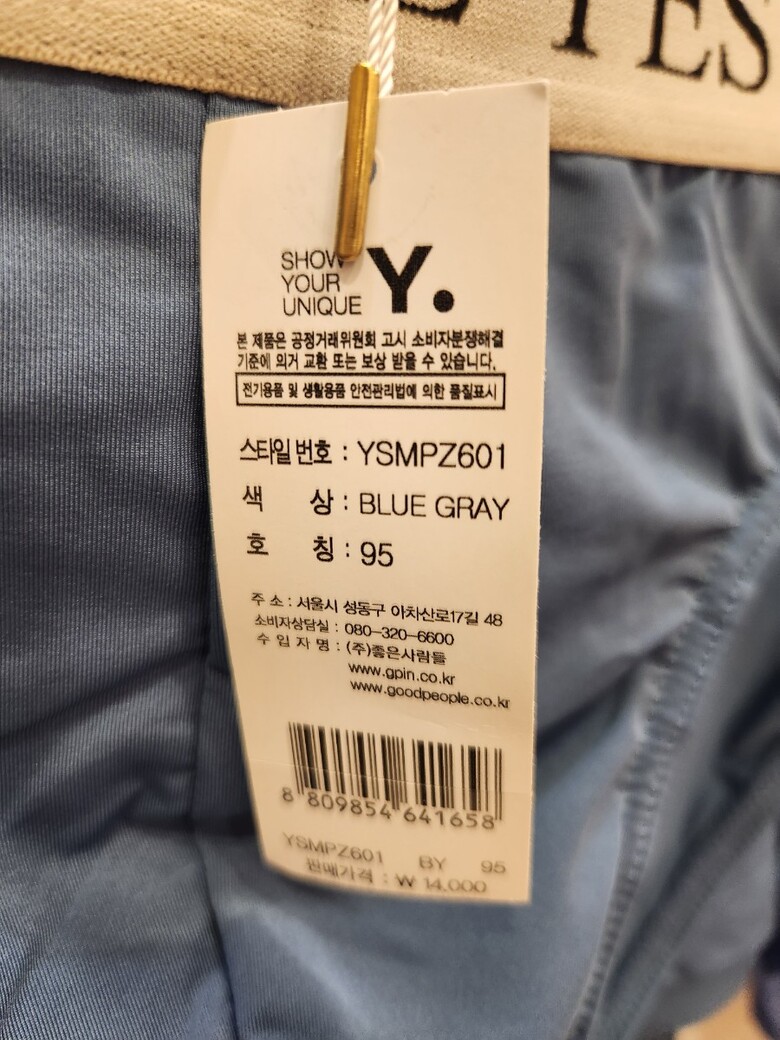 YES
SHOW
YOUR
UNIQUE
Y.
본 제품은 공정거래위원회 고시 소비자분쟁해결
기준에 의거 교환 또는 보상 받을 수 있습니다.
전기용품 및 생활용품 안전관리법에 의한 품질표시
스타일 번호 : YSMPZ601
색 상 : BLUE GRAY
호 칭 : 95
주 소 : 서울시 성동구 아차산로17길 48
소비자상담실 : 080-320-6600
수 입 자 명 : (주)좋은사람들
www.gpin.co.kr
www.goodpeople.co.kr
8 809854 641658
YSMPZ601 BY 95
판매가격 : ₩ 14,000